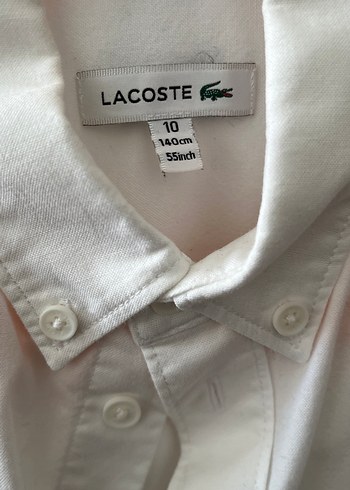 LACOSTE
10
140cm
55inch